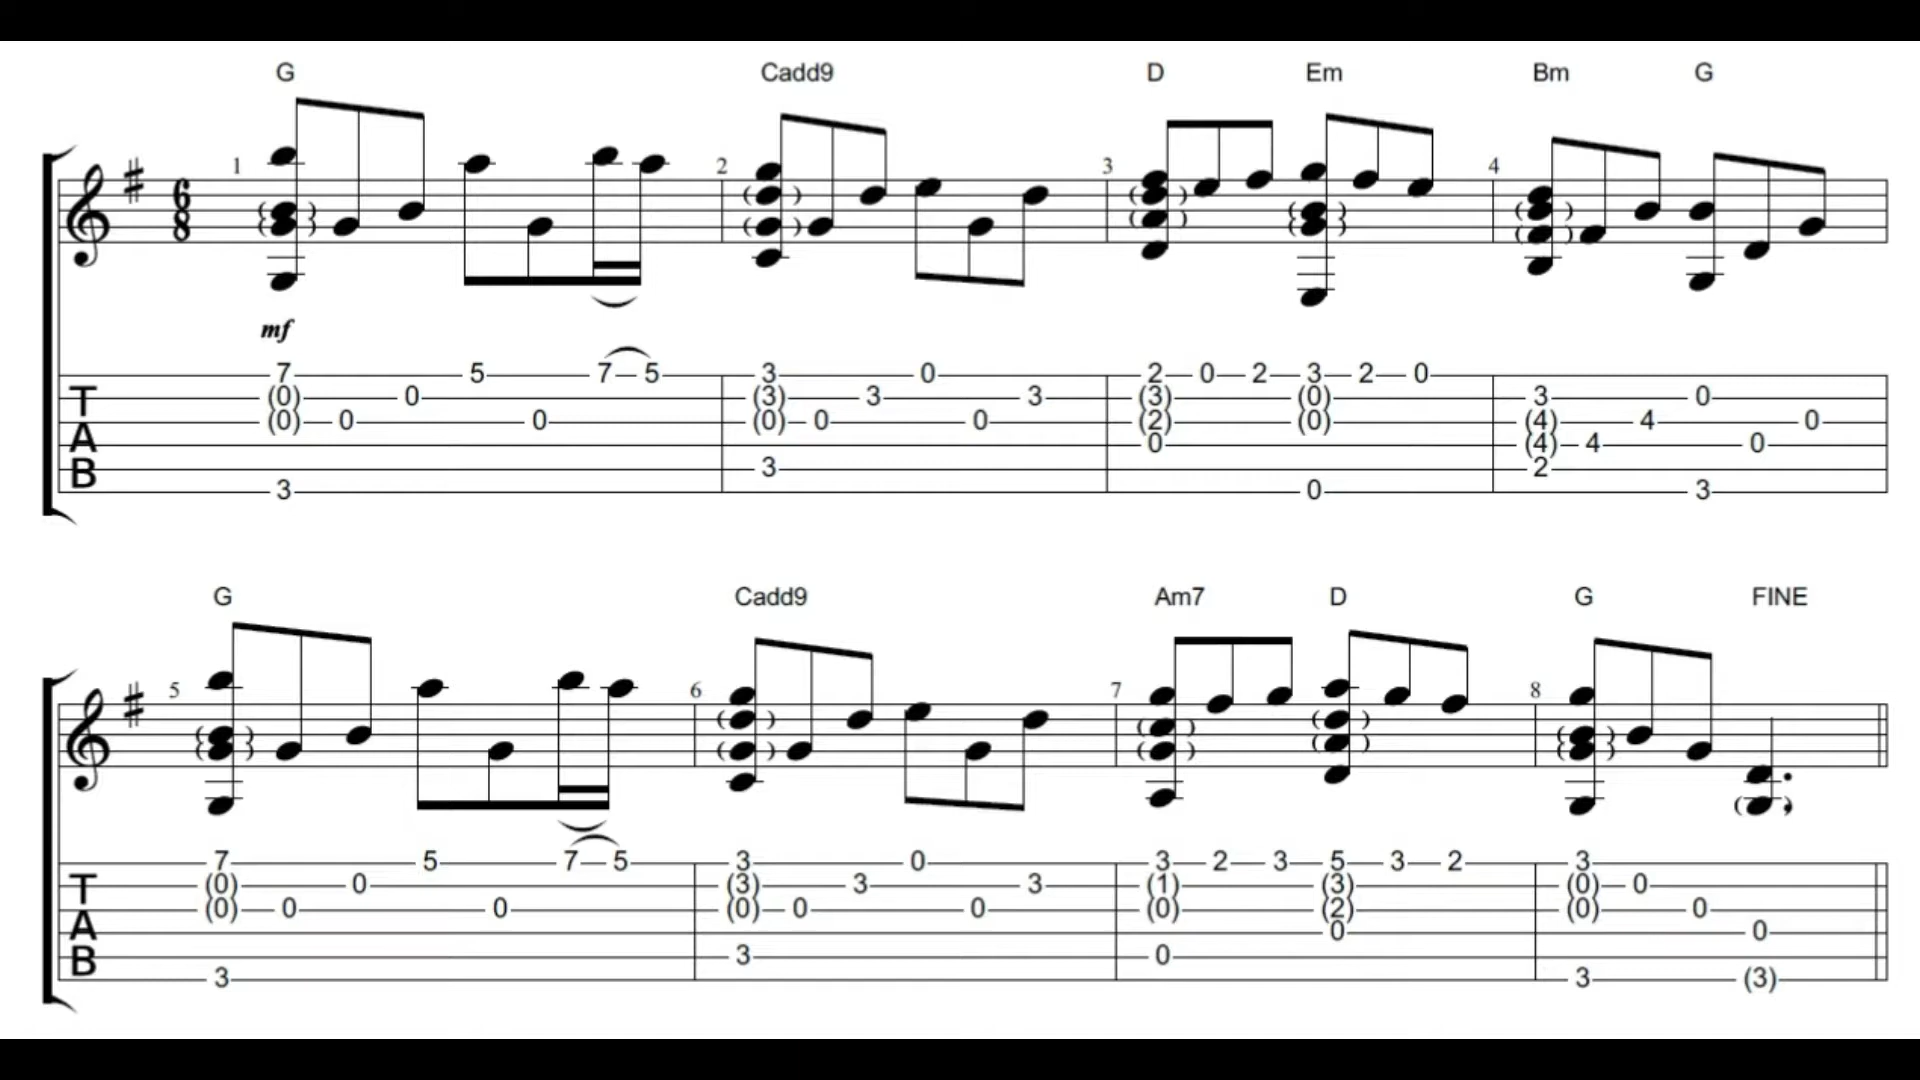 G Cadd9 D Em Bm G
1 2 3 4
6
8
mf
7 5 7 5 3 0 2 0 2 3 2 0
T (0) 0 (3) 3 3 (3) (0) 3 0
(0) 0 0 (0) 0 0 (2) (0) (4) 4 0
A 0 (4) 4 0
B 3 2
3 0 3
G Cadd9 Am7 D G FINE
5 6 7 8
7 5 7 5 3 0 3 2 3 5 3 2 3
T (0) 0 (3) 3 3 (1) (3) (0) 0
(0) 0 0 (0) 0 0 (0) (2) (0) 0
A 0 0
B 3 0
3 3 (3)